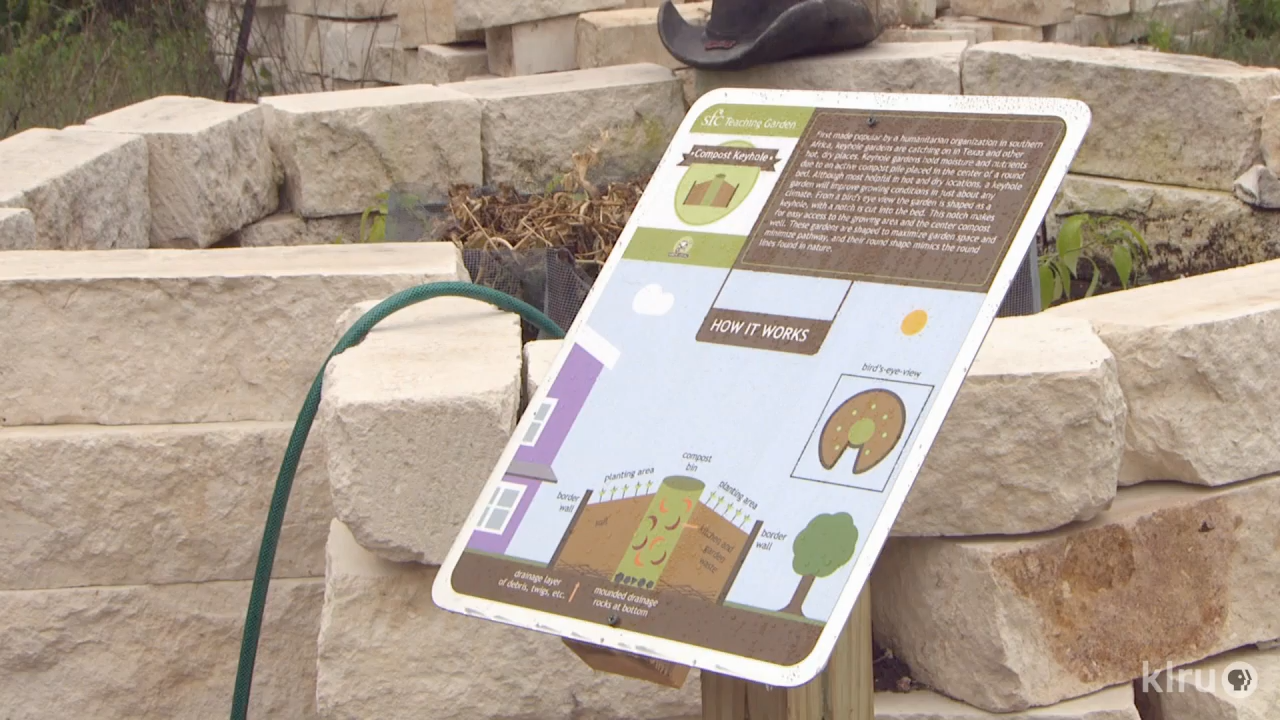 sfc Teaching Garden
Compost Keyhole
First made popular by a humanitarian organization in southern
Africa, keyhole gardens are catching on in Texas and other
hot, dry places. Keyhole gardens hold moisture and nutrients
due to an active compost pile placed in the center of a round
bed. Although most helpful in hot and dry locations, a keyhole
garden will improve growing conditions in just about any
climate. From a bird's eye view the garden is shaped as a
keyhole, with a notch is cut into the bed. This notch makes
for easy access to the growing area and the center compost
well. These gardens are shaped to maximize garden space and
minimize pathway, and their round shape mimics the round
lines found in nature.
HOW IT WORKS
bird's-eye-view
compost
bin
planting area
planting area
border
wall
soil
kitchen and
garden
waste
border
wall
drainage layer
of debris, twigs, etc.
mounded drainage
rocks at bottom
klru PBS